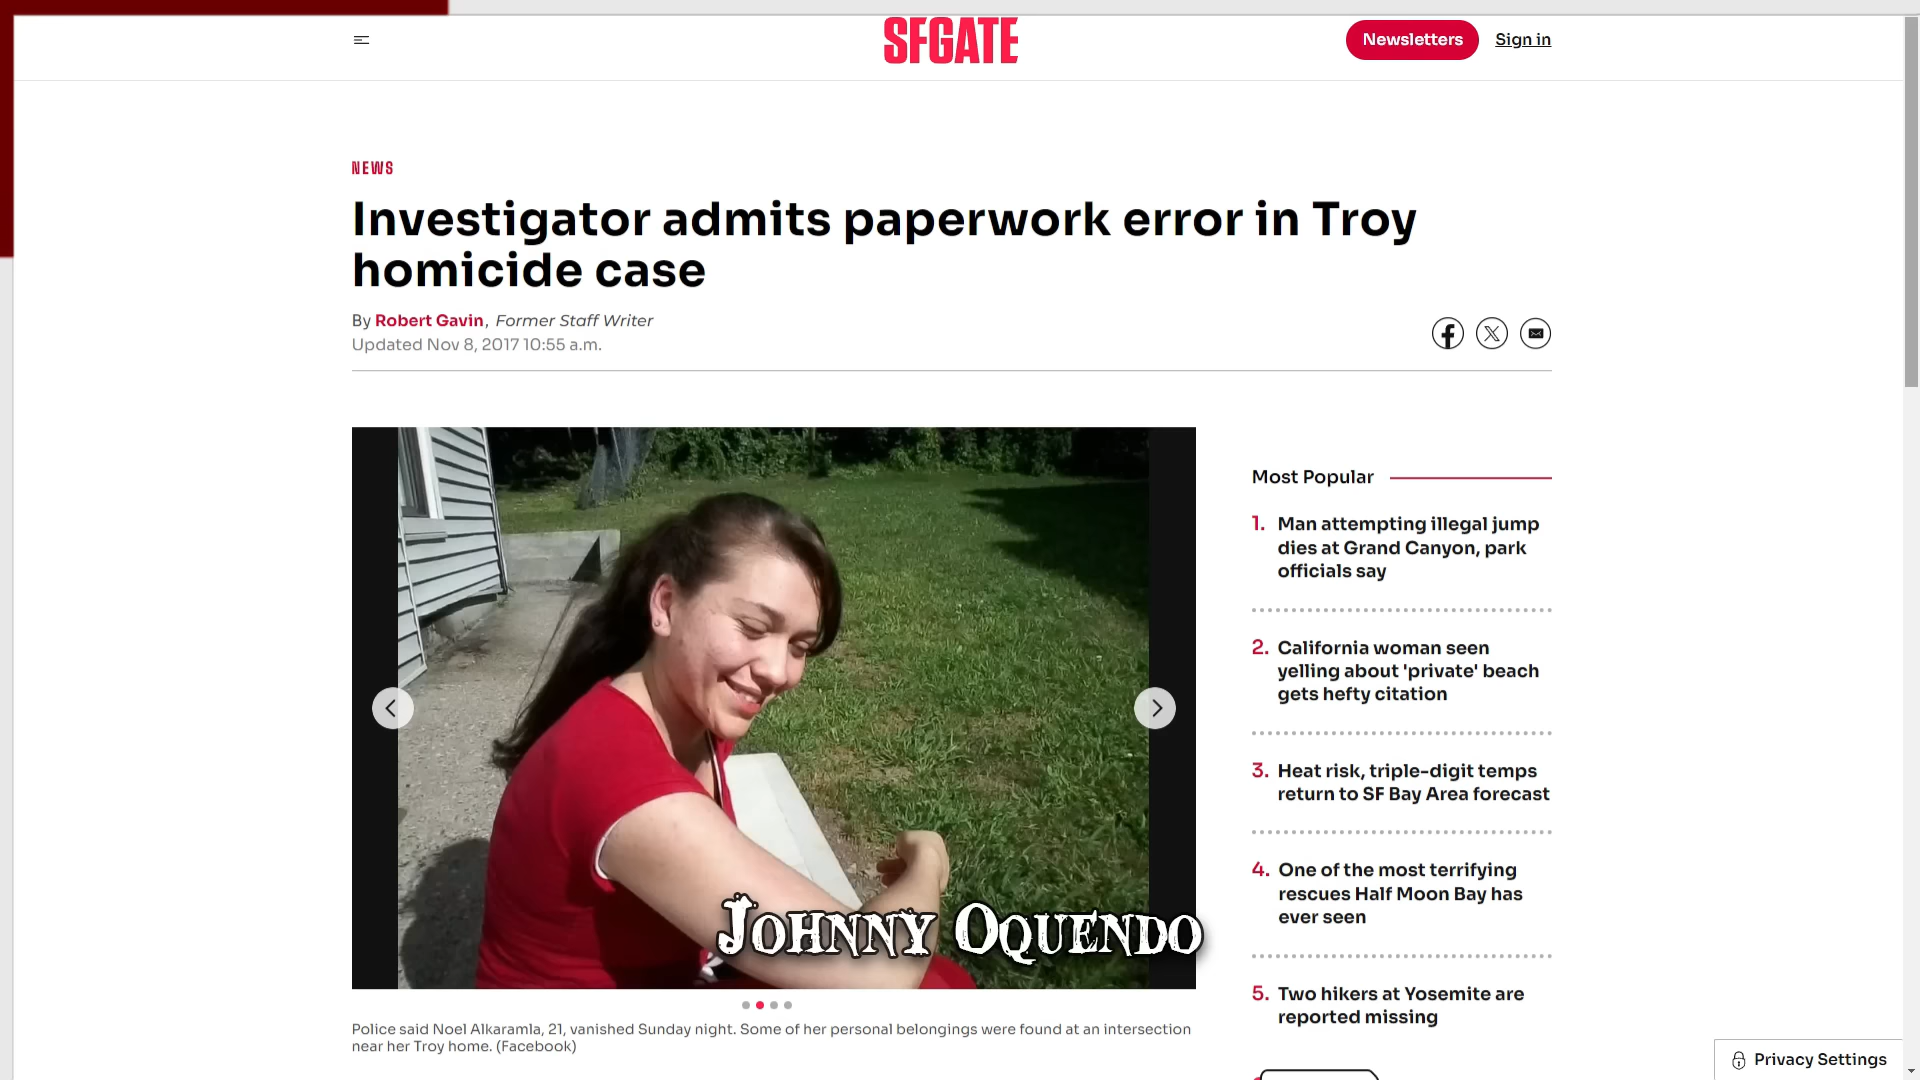 SFGATE
Newsletters
Sign in
NEWS
Investigator admits paperwork error in Troy
homicide case
By Robert Gavin, Former Staff Writer
Updated Nov 8, 2017 10:55 a.m.
Most Popular
1. Man attempting illegal jump
dies at Grand Canyon, park
officials say
2. California woman seen
yelling about 'private' beach
gets hefty citation
3. Heat risk, triple-digit temps
return to SF Bay Area forecast
4. One of the most terrifying
rescues Half Moon Bay has
ever seen
5. Two hikers at Yosemite are
reported missing
Johnny Oquendo
Police said Noel Alkaramla, 21, vanished Sunday night. Some of her personal belongings were found at an intersection
near her Troy home. (Facebook)
Privacy Settings